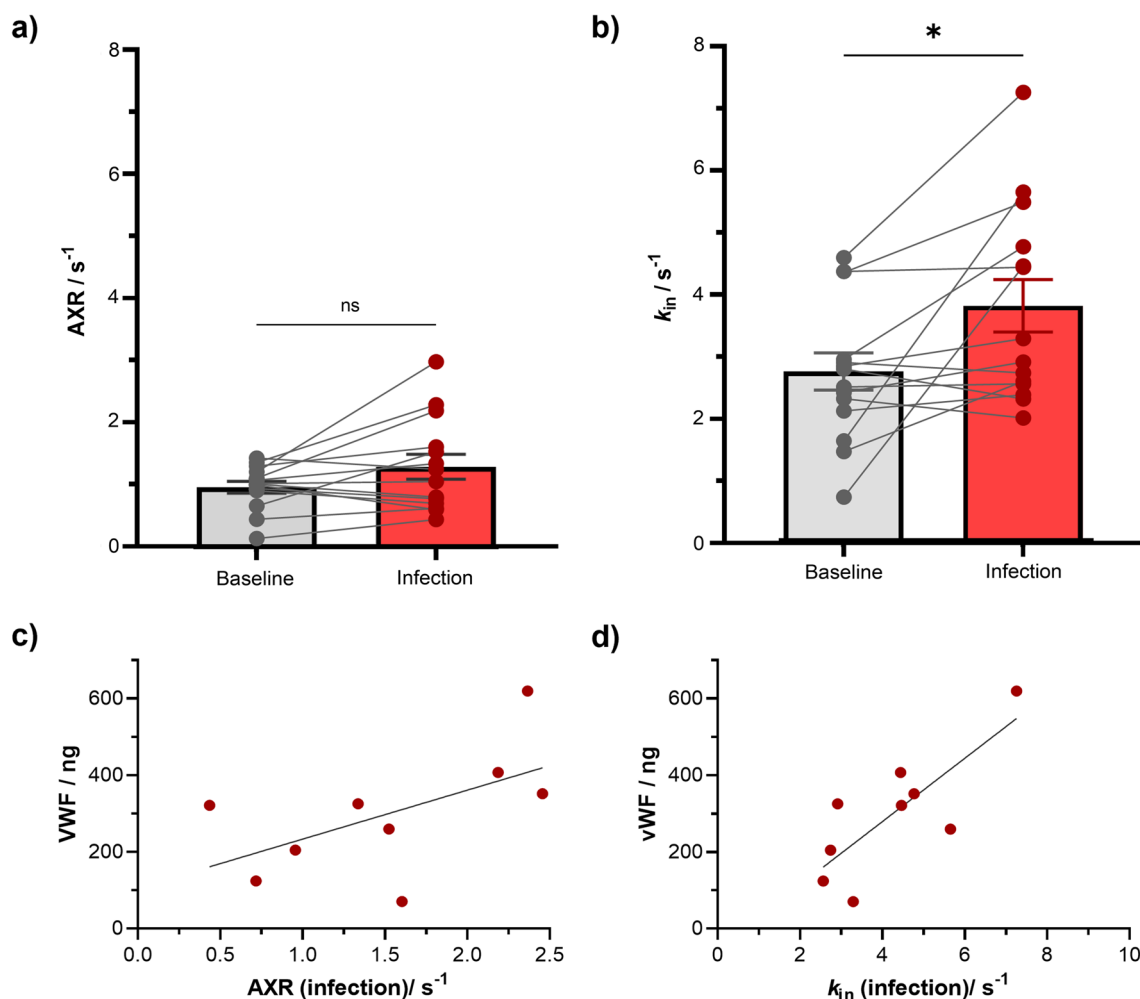 a)
8
6
4
2
0
AXR / s⁻¹
ns
Baseline
Infection
b)
*
8
6
4
2
0
k_in / s⁻¹
Baseline
Infection
c)
600
400
200
0
VWF / ng
0.0
0.5
1.0
1.5
2.0
2.5
AXR (infection)/ s⁻¹
d)
600
400
200
0
vWF / ng
0
2
4
6
8
10
k_in (infection)/ s⁻¹